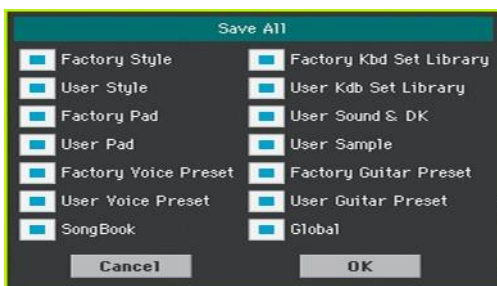 Save All
Factory Style
Factory Kbd Set Library
User Style
User Kdb Set Library
Factory Pad
User Sound & DK
User Pad
User Sample
Factory Voice Preset
Factory Guitar Preset
User Voice Preset
User Guitar Preset
SongBook
Global
Cancel
OK